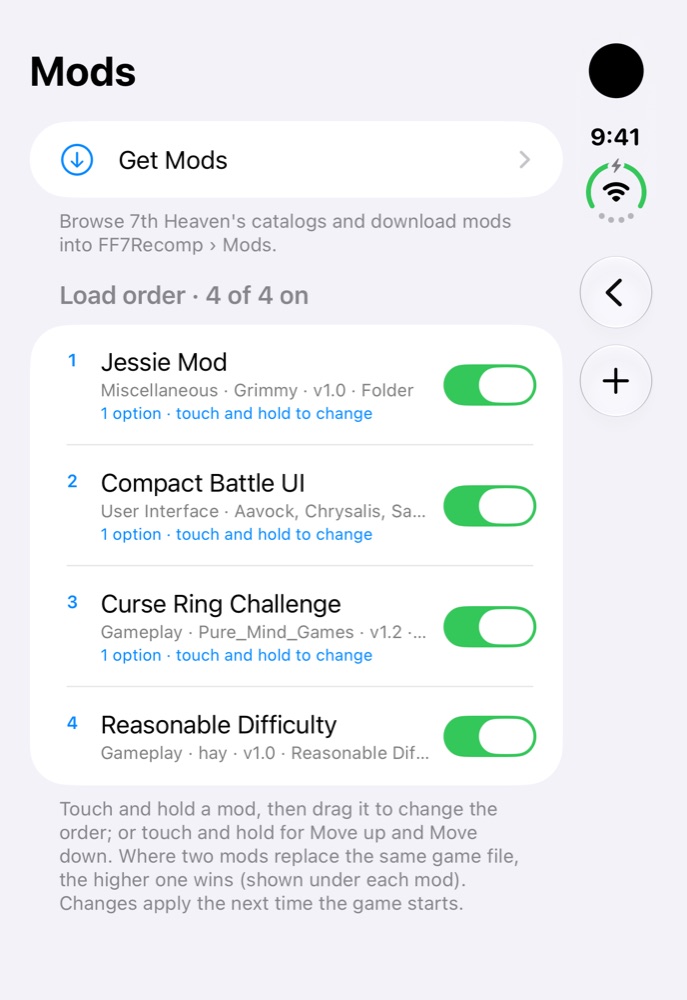 Mods
9:41
Get Mods
Browse 7th Heaven's catalogs and download mods
into FF7Recomp › Mods.
Load order · 4 of 4 on
1
Jessie Mod
Miscellaneous · Grimmy · v1.0 · Folder
1 option · touch and hold to change
2
Compact Battle UI
User Interface · Aavock, Chrysalis, Sa...
1 option · touch and hold to change
3
Curse Ring Challenge
Gameplay · Pure_Mind_Games · v1.2 ·...
1 option · touch and hold to change
4
Reasonable Difficulty
Gameplay · hay · v1.0 · Reasonable Dif...
Touch and hold a mod, then drag it to change the
order; or touch and hold for Move up and Move
down. Where two mods replace the same game file,
the higher one wins (shown under each mod).
Changes apply the next time the game starts.